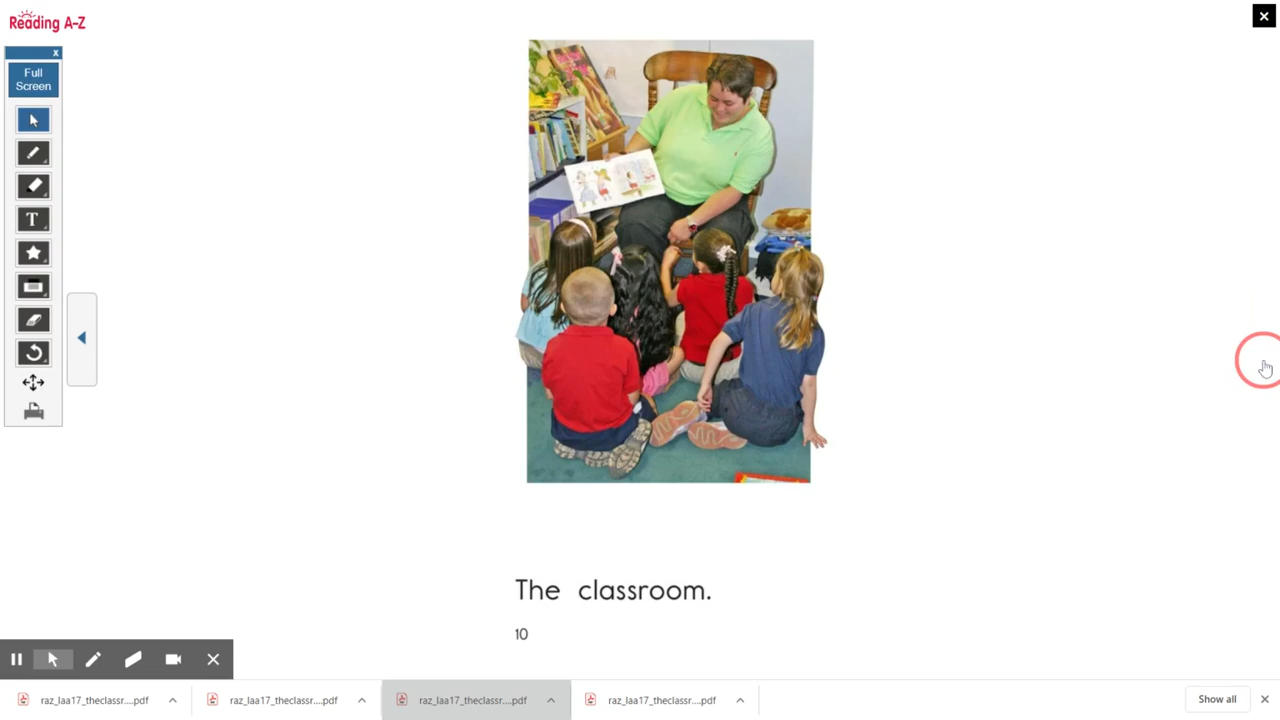 Reading A-Z
x
Full
Screen
T
The classroom.
10
raz_laa17_theclassr....pdf
raz_laa17_theclassr....pdf
raz_laa17_theclassr....pdf
raz_laa17_theclassr....pdf
Show all